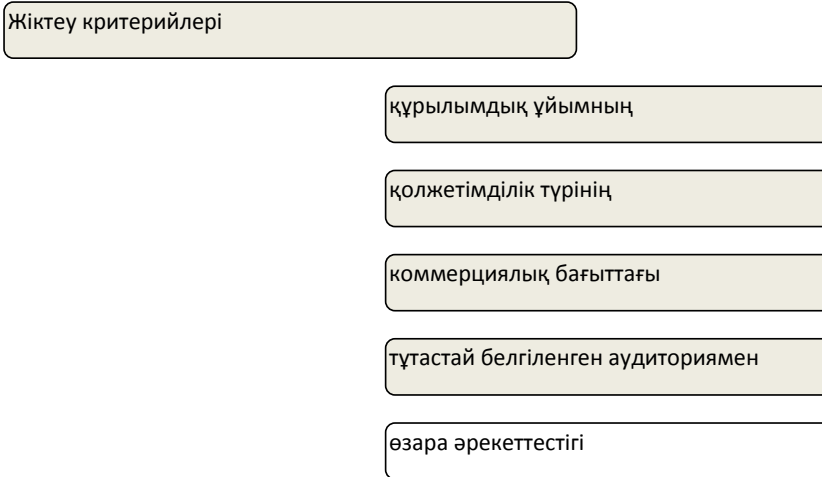 Жіктеу критерийлері
құрылымдық ұйымның
қолжетімділік түрінің
коммерциялық бағыттағы
тұтастай белгіленген аудиториямен
өзара әрекеттестігі